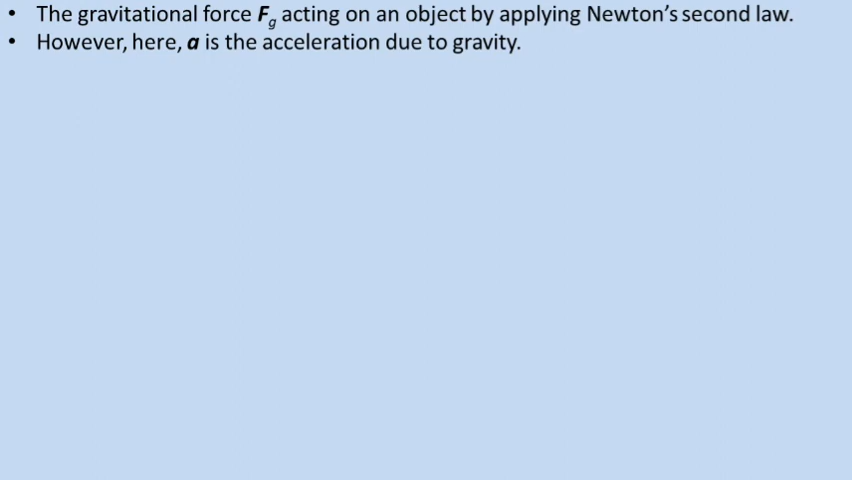 • The gravitational force Fg acting on an object by applying Newton's second law.
• However, here, a is the acceleration due to gravity.